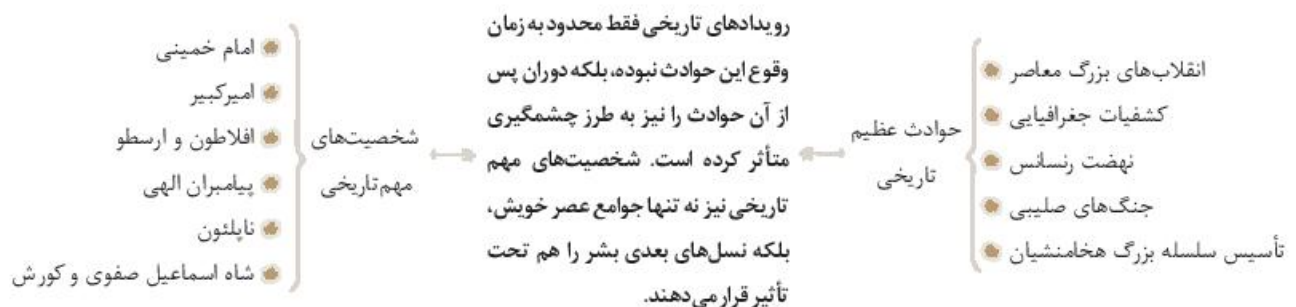 انقلاب‌های بزرگ معاصر
کشفیات جغرافیایی
نهضت رنسانس
جنگ‌های صلیبی
تأسیس سلسله بزرگ هخامنشیان
حوادث عظیم
تاریخی
رویدادهای تاریخی فقط محدود به زمان
وقوع این حوادث نبوده، بلکه دوران پس
از آن حوادث را نیز به طرز چشمگیری
متأثر کرده است. شخصیت‌های مهم
تاریخی نیز نه تنها جوامع عصر خویش،
بلکه نسل‌های بعدی بشر را هم تحت
تأثیر قرار می‌دهند.
شخصیت‌های
مهم تاریخی
امام خمینی
امیرکبیر
افلاطون و ارسطو
پیامبران الهی
ناپلئون
شاه اسماعیل صفوی و کورش